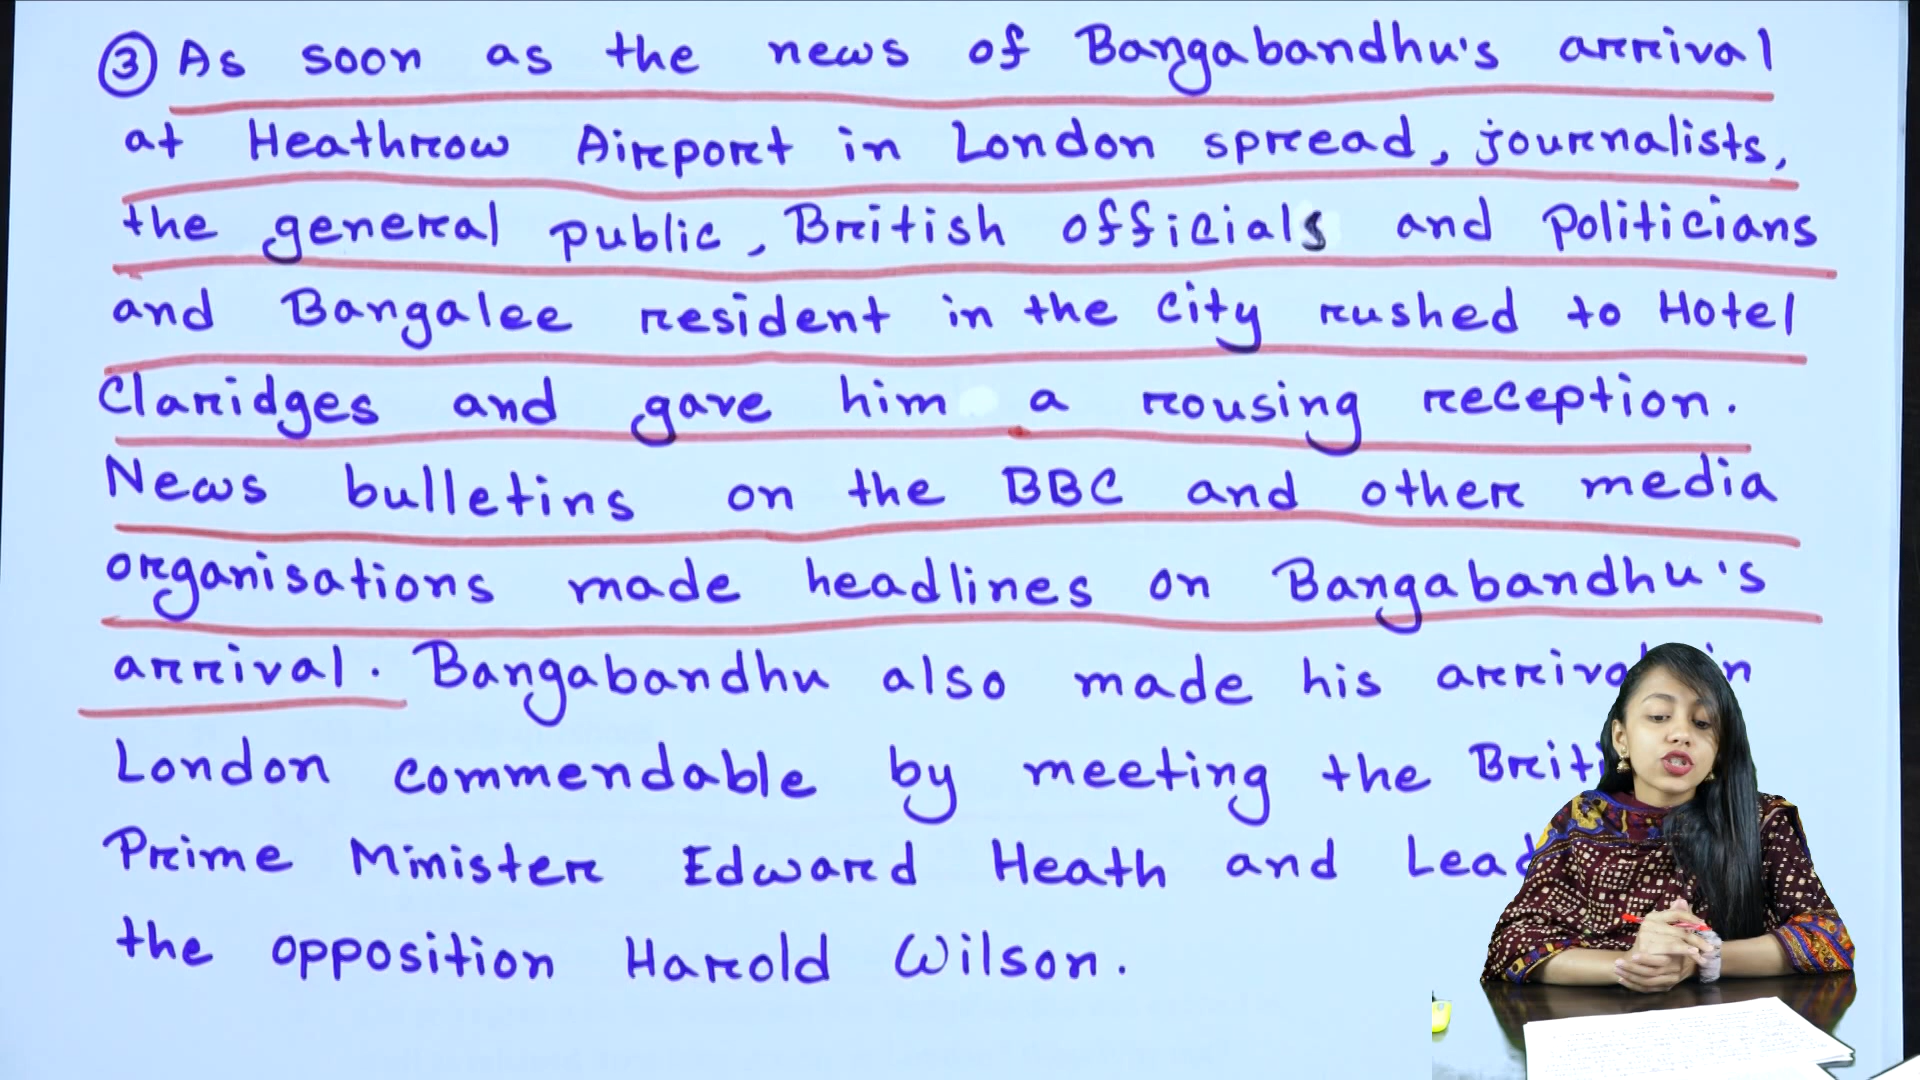 ③ As soon as the news of Bangabandhu's arrival
at Heathrow Airport in London spread, journalists,
the general public, British officials and Politicians
and Bangalee resident in the city rushed to Hotel
Claridges and gave him a rousing reception.
News bulletins on the BBC and other media
organisations made headlines on Bangabandhu's
arrival. Bangabandhu also made his arrival in
London commendable by meeting the
Prime Minister Edward Heath and
the opposition Harold Wilson.